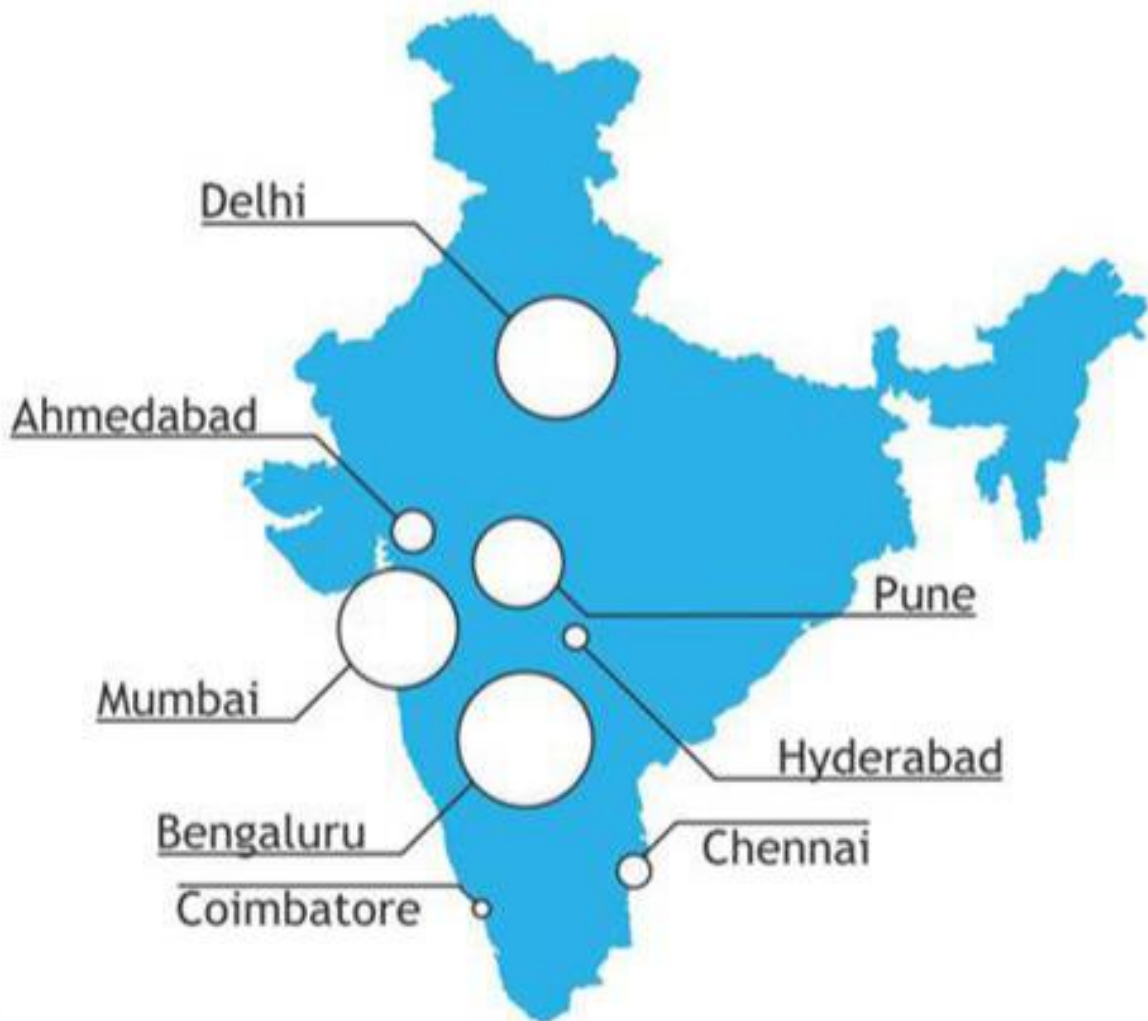 Delhi
Ahmedabad
Pune
Mumbai
Hyderabad
Bengaluru
Chennai
Coimbatore